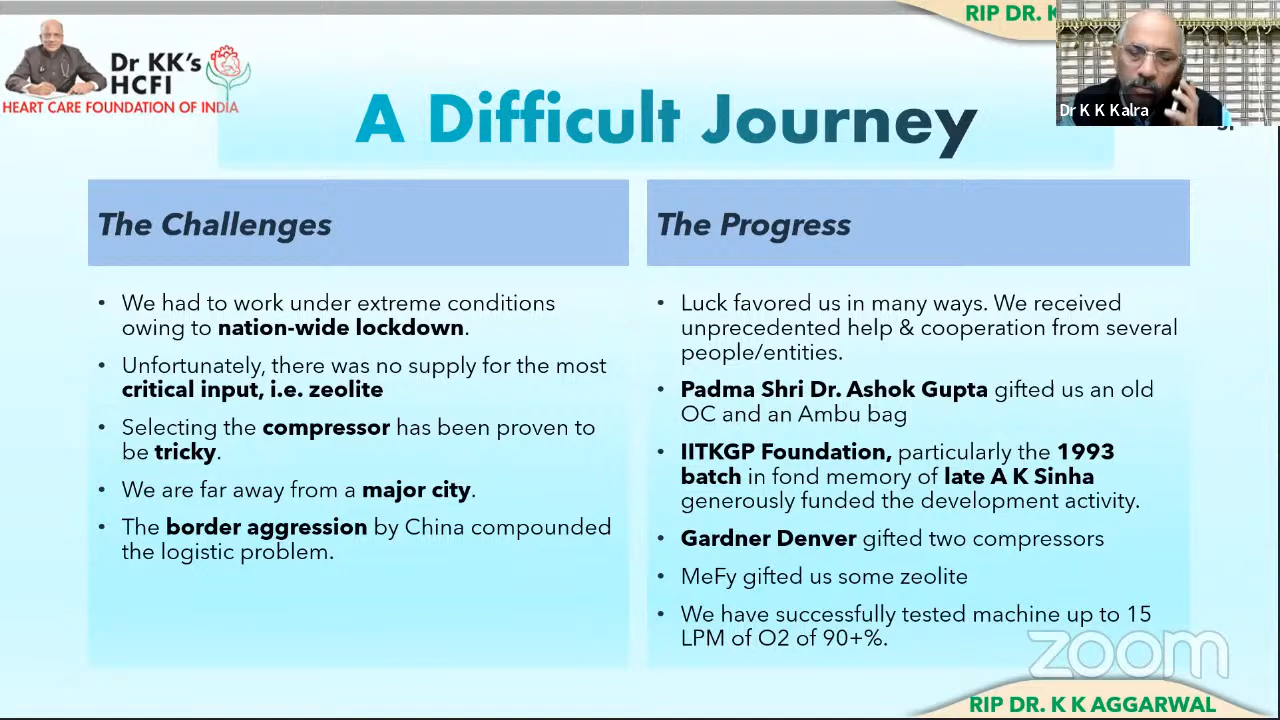 RIP DR. K
Dr KK's
HCFI
HEART CARE FOUNDATION OF INDIA
Dr K K Kalra
A Difficult Journey
The Challenges
• We had to work under extreme conditions
owing to nation-wide lockdown.
• Unfortunately, there was no supply for the most
critical input, i.e. zeolite
• Selecting the compressor has been proven to
be tricky.
• We are far away from a major city.
• The border aggression by China compounded
the logistic problem.
The Progress
• Luck favored us in many ways. We received
unprecedented help & cooperation from several
people/entities.
• Padma Shri Dr. Ashok Gupta gifted us an old
OC and an Ambu bag
• IITKGP Foundation, particularly the 1993
batch in fond memory of late A K Sinha
generously funded the development activity.
• Gardner Denver gifted two compressors
• MeFy gifted us some zeolite
• We have successfully tested machine up to 15
LPM of O2 of 90+%.
zoom
RIP DR. K K AGGARWAL